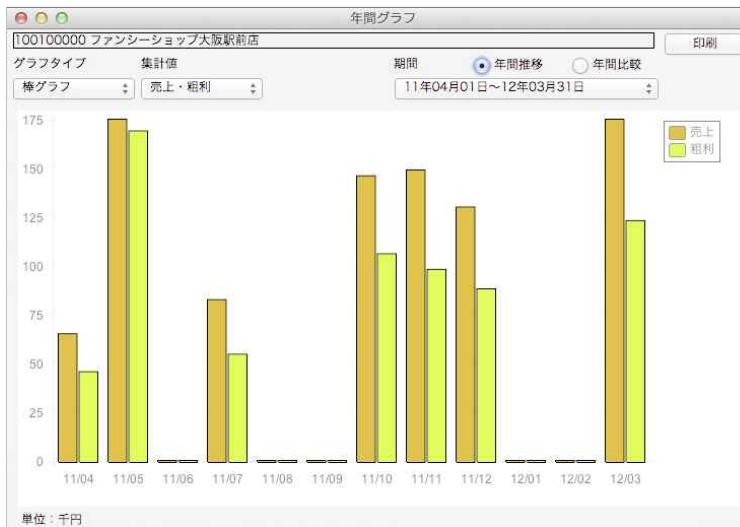 年間グラフ
100100000 ファンシーショップ大阪駅前店
印刷
グラフタイプ
集計値
期間
年間推移
年間比較
棒グラフ
売上・粗利
11年04月01日～12年03月31日
175
150
125
100
75
50
25
0
売上
粗利
11/04 11/05 11/06 11/07 11/08 11/09 11/10 11/11 11/12 12/01 12/02 12/03
単位：千円